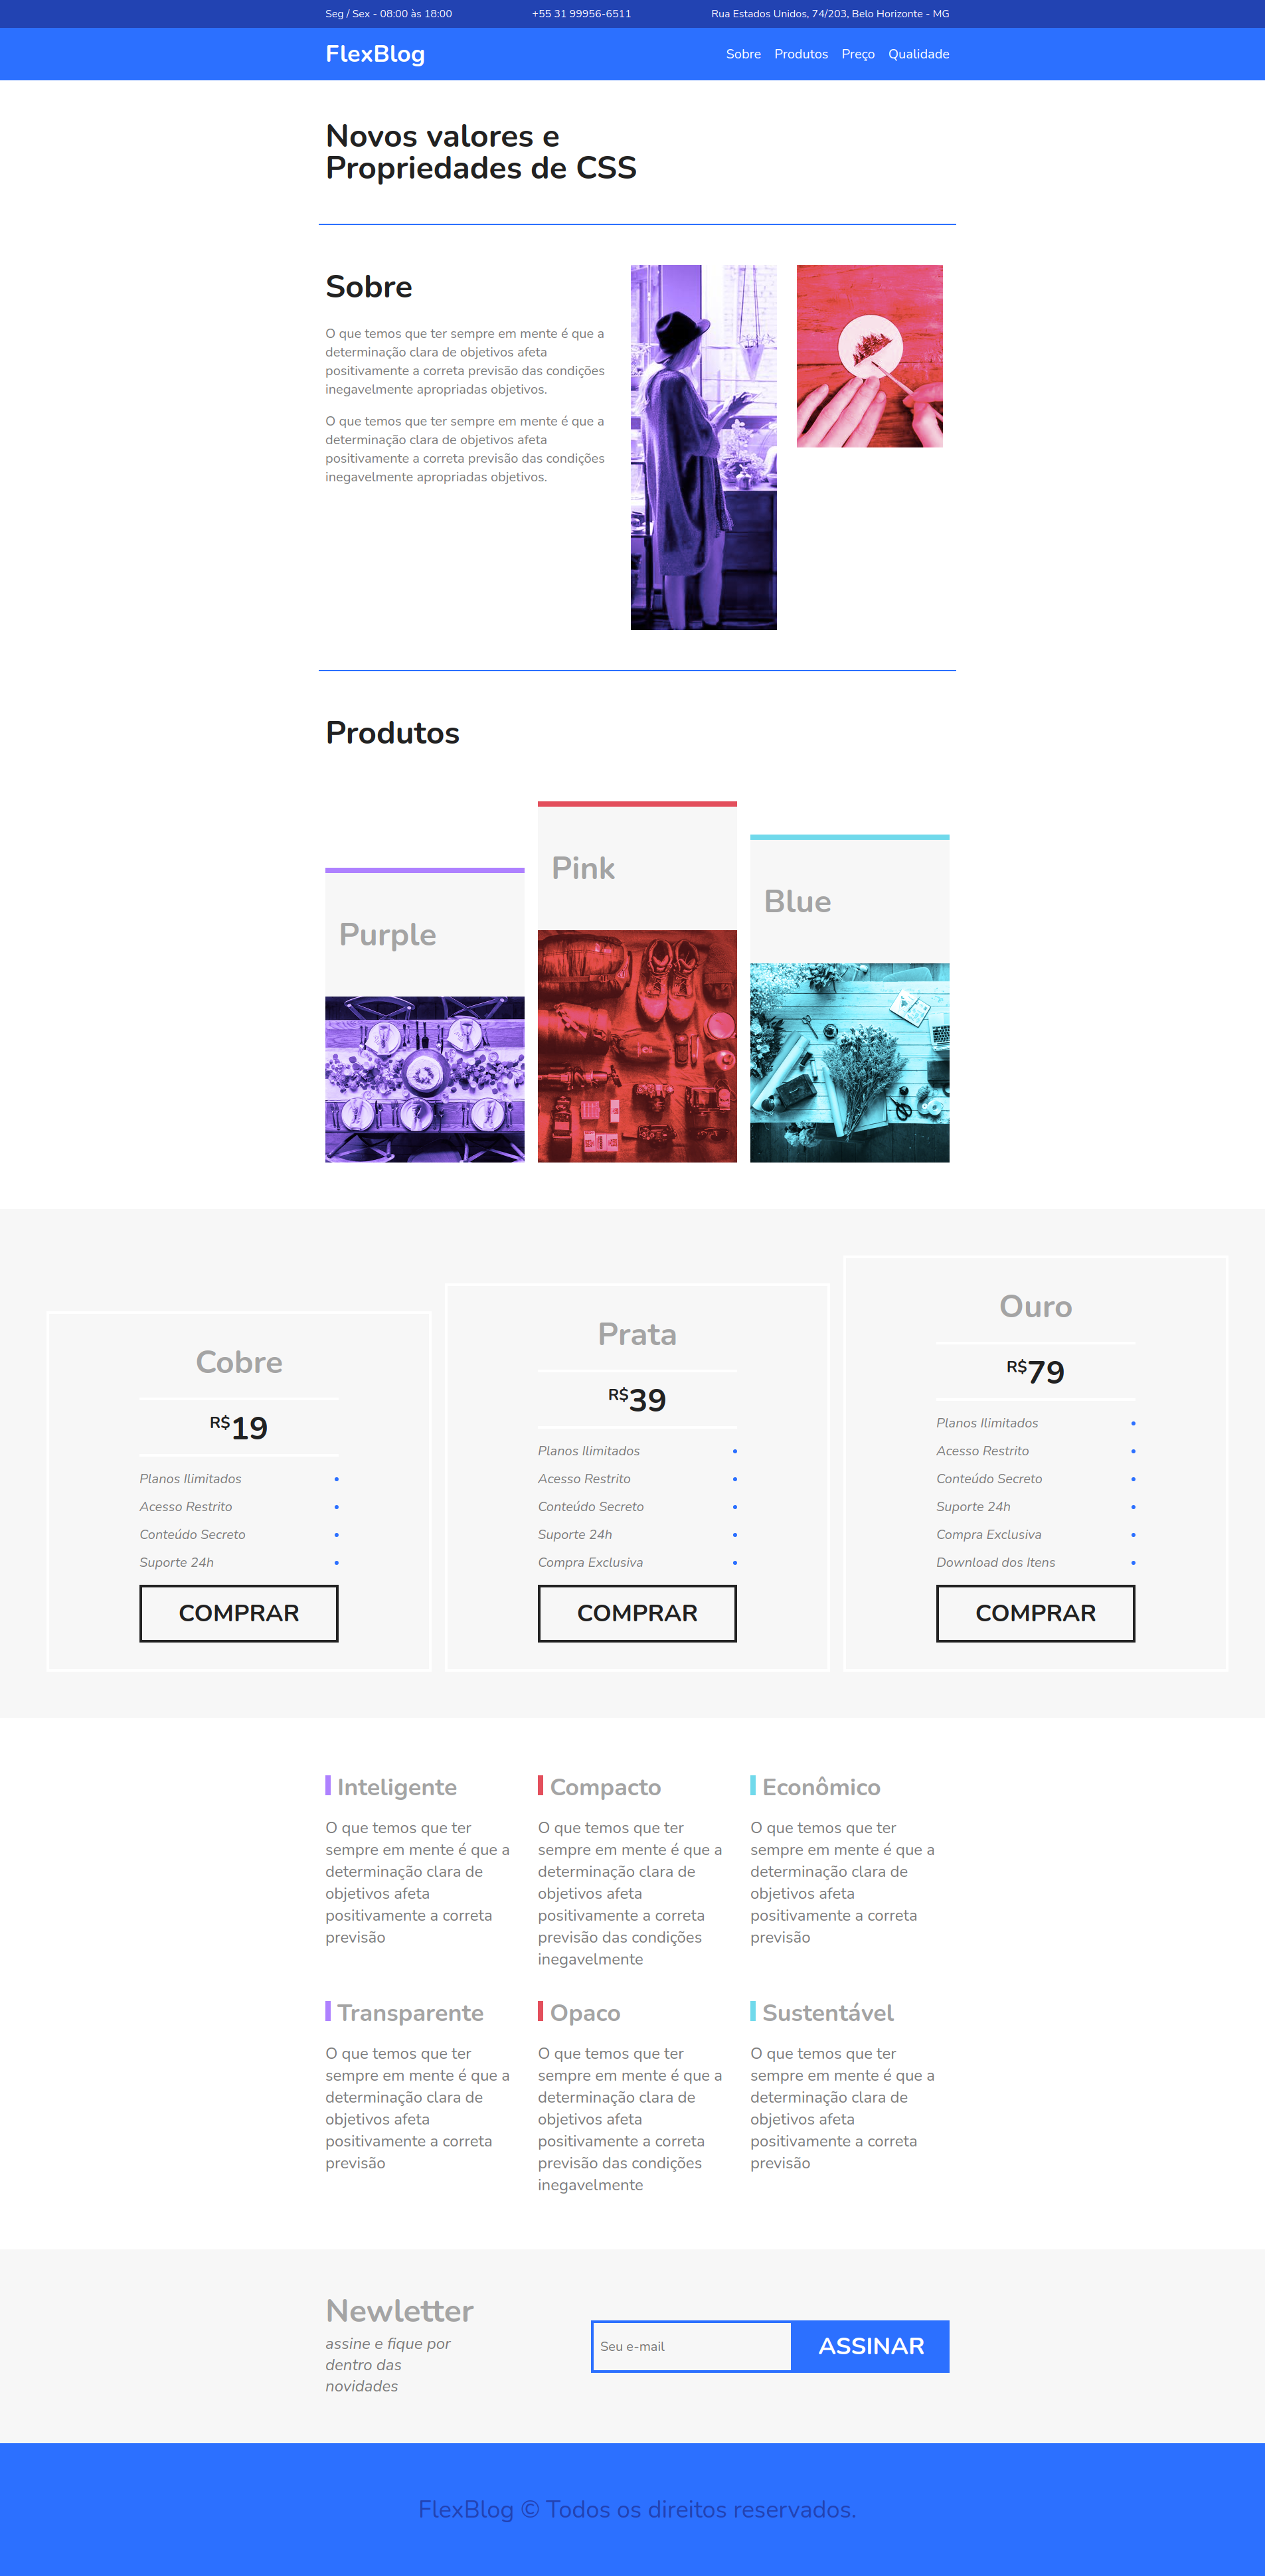 Seg / Sex - 08:00 às 18:00
+55 31 99956-6511
Rua Estados Unidos, 74/203, Belo Horizonte - MG
FlexBlog
Sobre
Produtos
Preço
Qualidade
Novos valores e
Propriedades de CSS
Sobre
O que temos que ter sempre em mente é que a
determinação clara de objetivos afeta
positivamente a correta previsão das condições
inegavelmente apropriadas objetivos.
O que temos que ter sempre em mente é que a
determinação clara de objetivos afeta
positivamente a correta previsão das condições
inegavelmente apropriadas objetivos.
Produtos
Purple
Pink
Blue
Cobre
R$19
Planos Ilimitados
Acesso Restrito
Conteúdo Secreto
Suporte 24h
COMPRAR
Prata
R$39
Planos Ilimitados
Acesso Restrito
Conteúdo Secreto
Suporte 24h
Compra Exclusiva
COMPRAR
Ouro
R$79
Planos Ilimitados
Acesso Restrito
Conteúdo Secreto
Suporte 24h
Compra Exclusiva
Download dos Itens
COMPRAR
Inteligente
O que temos que ter
sempre em mente é que a
determinação clara de
objetivos afeta
positivamente a correta
previsão
Compacto
O que temos que ter
sempre em mente é que a
determinação clara de
objetivos afeta
positivamente a correta
previsão das condições
inegavelmente
Econômico
O que temos que ter
sempre em mente é que a
determinação clara de
objetivos afeta
positivamente a correta
previsão
Transparente
O que temos que ter
sempre em mente é que a
determinação clara de
objetivos afeta
positivamente a correta
previsão
Opaco
O que temos que ter
sempre em mente é que a
determinação clara de
objetivos afeta
positivamente a correta
previsão das condições
inegavelmente
Sustentável
O que temos que ter
sempre em mente é que a
determinação clara de
objetivos afeta
positivamente a correta
previsão
Newletter
assine e fique por
dentro das
novidades
Seu e-mail
ASSINAR
FlexBlog © Todos os direitos reservados.